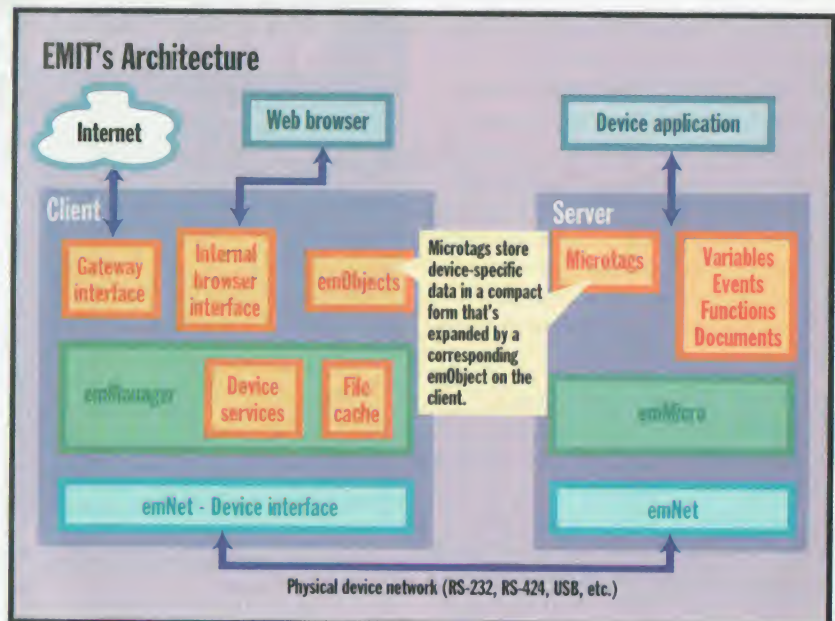 EMIT's Architecture
Internet
Web browser
Device application
Client
Server
Gateway
interface
Internal
browser
interface
emObjects
Microtags store
device-specific
data in a compact
form that's
expanded by a
corresponding
emObject on the
client.
Microtags
Variables
Events
Functions
Documents
emManager
Device
services
File
cache
emMicro
emNet - Device interface
emNet
Physical device network (RS-232, RS-424, USB, etc.)